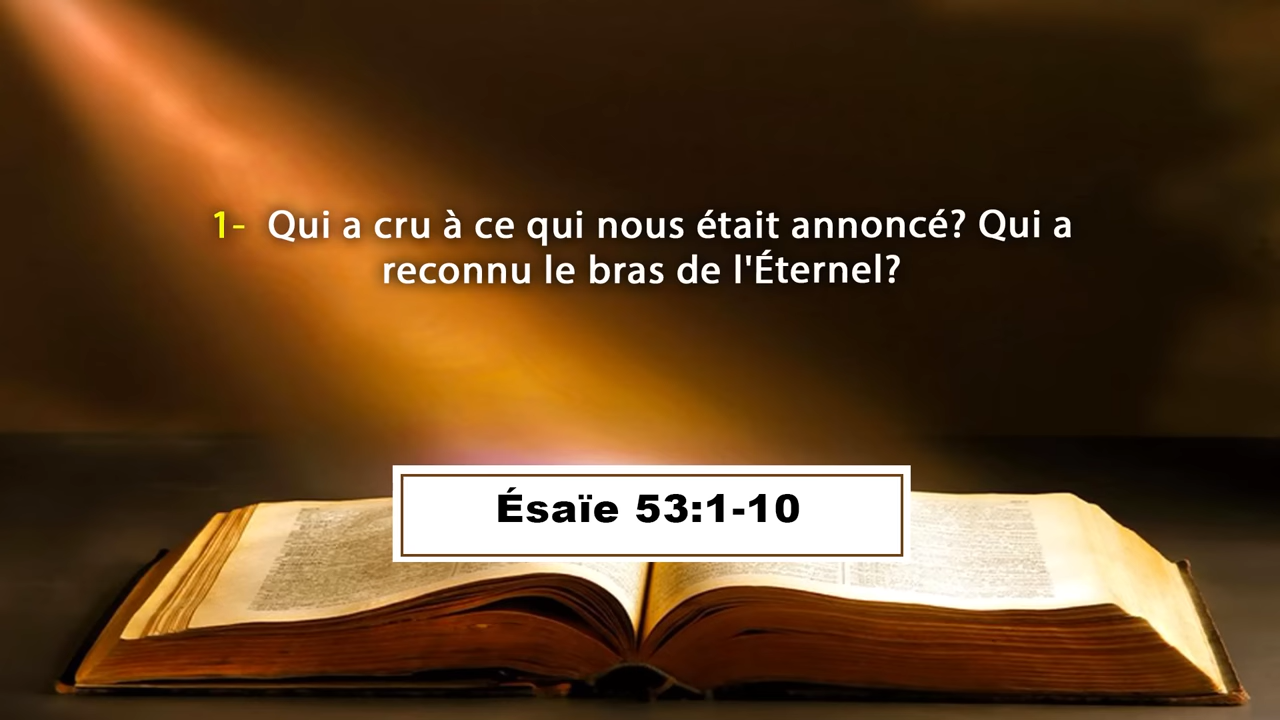 1- Qui a cru à ce qui nous était annoncé? Qui a
reconnu le bras de l'Éternel?
Ésaïe 53:1-10